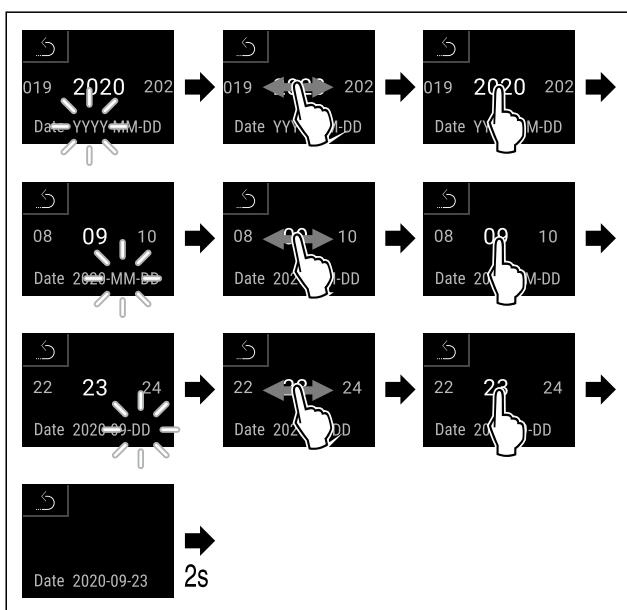 019 2020 202
Date YYYY-MM-DD
019 202
Date YY -DD
019 2020 202
Date YY M-DD
08 09 10
Date 2020-MM-DD
08 09 10
Date 202 -DD
08 09 10
Date 20 M-DD
22 23 24
Date 2020-09-DD
22 24
Date 202 DD
22 23 24
Date 20 -DD
Date 2020-09-23
2s